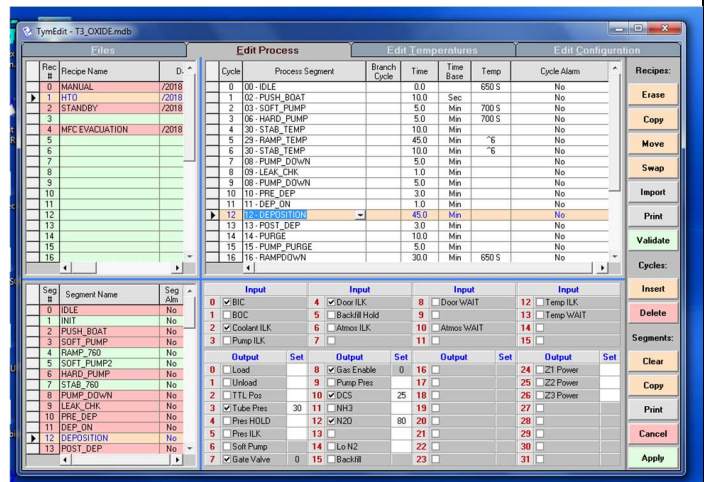 TymEdit - T3_OXIDE.mdb
Files Edit Process Edit Temperatures Edit Configuration
Rec # Recipe Name D.
0 MANUAL /2018
1 HTO /2018
2 STANDBY /2018
3
4 MFC EVACUATION /2018
5
6
7
8
9
10
11
12
13
14
15
16
Cycle Process Segment Branch Cycle Time Time Base Temp Cycle Alarm
0 00 - IDLE 0.0 650 S No
1 02 - PUSH_BOAT 10.0 Sec No
2 03 - SOFT_PUMP 5.0 Min 700 S No
3 06 - HARD_PUMP 5.0 Min 700 S No
4 30 - STAB_TEMP 10.0 Min No
5 29 - RAMP_TEMP 45.0 Min ^6 No
6 30 - STAB_TEMP 10.0 Min ^6 No
7 08 - PUMP_DOWN 5.0 Min No
8 09 - LEAK_CHK 1.0 Min No
9 08 - PUMP_DOWN 5.0 Min No
10 10 - PRE_DEP 3.0 Min No
11 11 - DEP_ON 1.0 Min No
12 12 - DEPOSITION 45.0 Min No
13 13 - POST_DEP 3.0 Min No
14 14 - PURGE 10.0 Min No
15 15 - PUMP_PURGE 5.0 Min No
16 16 - RAMPDOWN 30.0 Min 650 S No
Recipes:
Erase
Copy
Move
Swap
Import
Print
Validate
Cycles:
Insert
Delete
Segments:
Clear
Copy
Print
Cancel
Apply
Seg # Segment Name Seg Alm
0 IDLE No
1 INIT No
2 PUSH_BOAT No
3 SOFT_PUMP No
4 RAMP_760 No
5 SOFT_PUMP2 No
6 HARD_PUMP No
7 STAB_760 No
8 PUMP_DOWN No
9 LEAK_CHK No
10 PRE_DEP No
11 DEP_ON No
12 DEPOSITION No
13 POST_DEP No
Input Input Input Input
0 BIC 4 Door ILK 8 Door WAIT 12 Temp ILK
1 BOC 5 Backfill Hold 9 13 Temp WAIT
2 Coolant ILK 6 Atmos ILK 10 Atmos WAIT 14
3 Pump ILK 7 11 15
Output Set Output Set Output Set Output Set
0 Load 8 Gas Enable 0 16 24 Z1 Power
1 Unload 9 Pump Pres 17 25 Z2 Power
2 TTL Pos 10 DCS 25 18 26 Z3 Power
3 Tube Pres 30 11 NH3 19 27
4 Pres HOLD 12 N2O 80 20 28
5 Pres ILK 13 21 29
6 Soft Pump 14 Lo N2 22 30
7 Gate Valve 0 15 Backfill 23 31